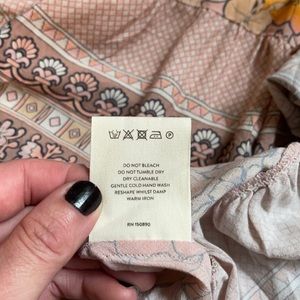 DO NOT BLEACH
DO NOT TUMBLE DRY
DRY CLEANABLE
GENTLE COLD HAND WASH
RESHAPE WHILST DAMP
WARM IRON
RN 150890